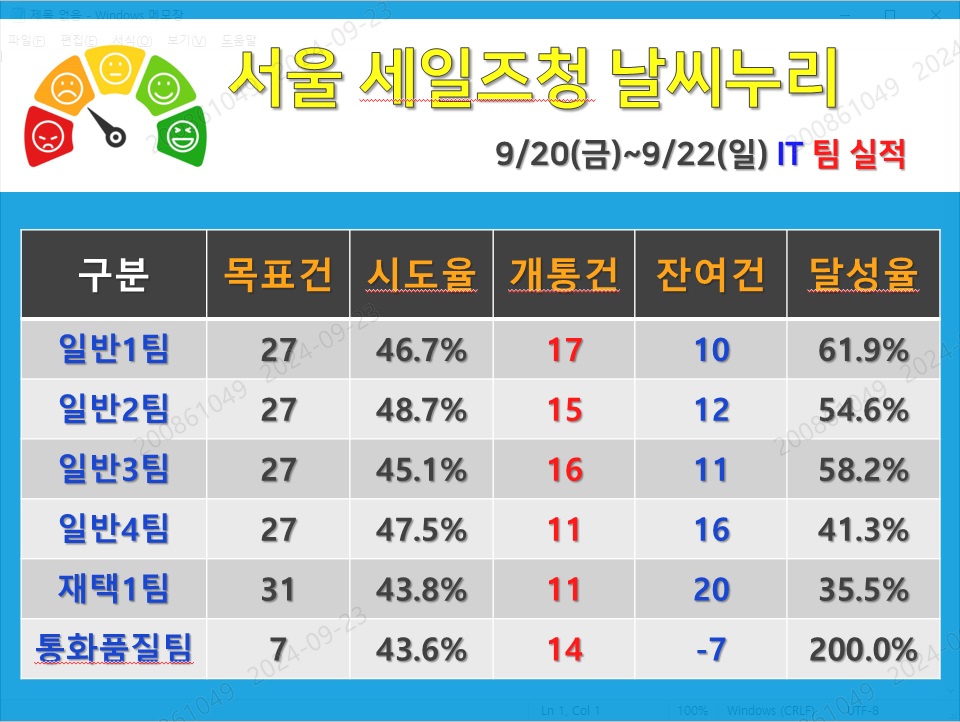 제목 없음 - Windows 메모장
파일(F) 편집(E) 서식(O) 보기(V) 도움말
서울 세일즈청 날씨누리
9/20(금)~9/22(일) IT 팀 실적
구분 목표건 시도율 개통건 잔여건 달성율
일반1팀 27 46.7% 17 10 61.9%
일반2팀 27 48.7% 15 12 54.6%
일반3팀 27 45.1% 16 11 58.2%
일반4팀 27 47.5% 11 16 41.3%
재택1팀 31 43.8% 11 20 35.5%
통화품질팀 7 43.6% 14 -7 200.0%
200861049 2024-09-23
Ln 1, Col 1 100% Windows (CRLF) UTF-8